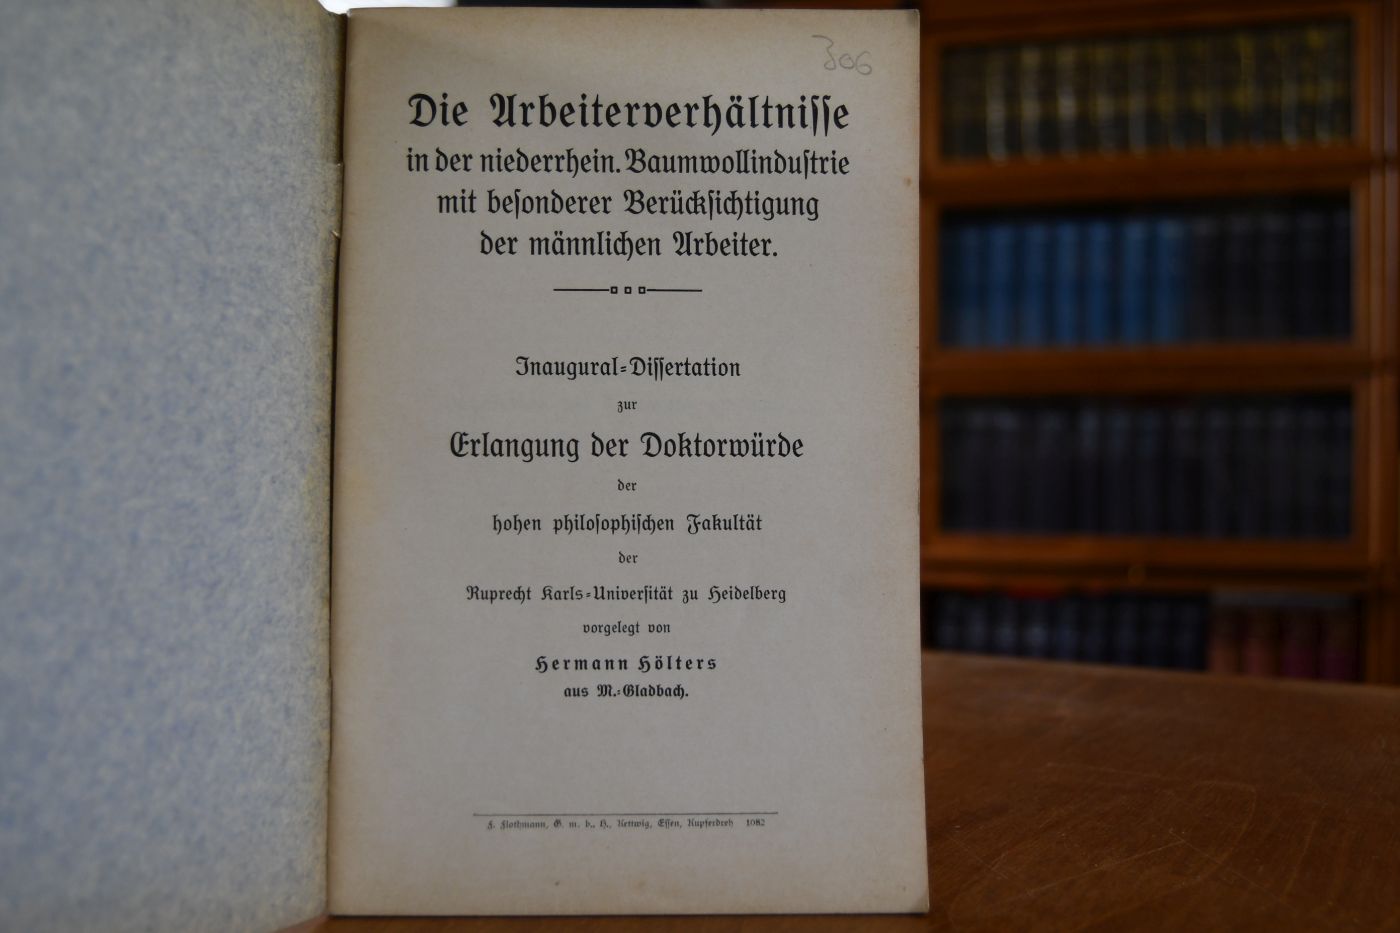 306
Die Arbeiterverhältniſſe
in der niederrhein. Baumwollinduſtrie
mit beſonderer Berückſichtigung
der männlichen Arbeiter.
Inaugural-Diſſertation
zur
Erlangung der Doktorwürde
der
hohen philoſophiſchen Fakultät
der
Ruprecht Karls-Univerſität zu Heidelberg
vorgelegt von
Hermann Hölters
aus M.-Gladbach.
F. Flothmann, G. m. b., H., Kettwig, Eſſen, Kupferdreh 1082